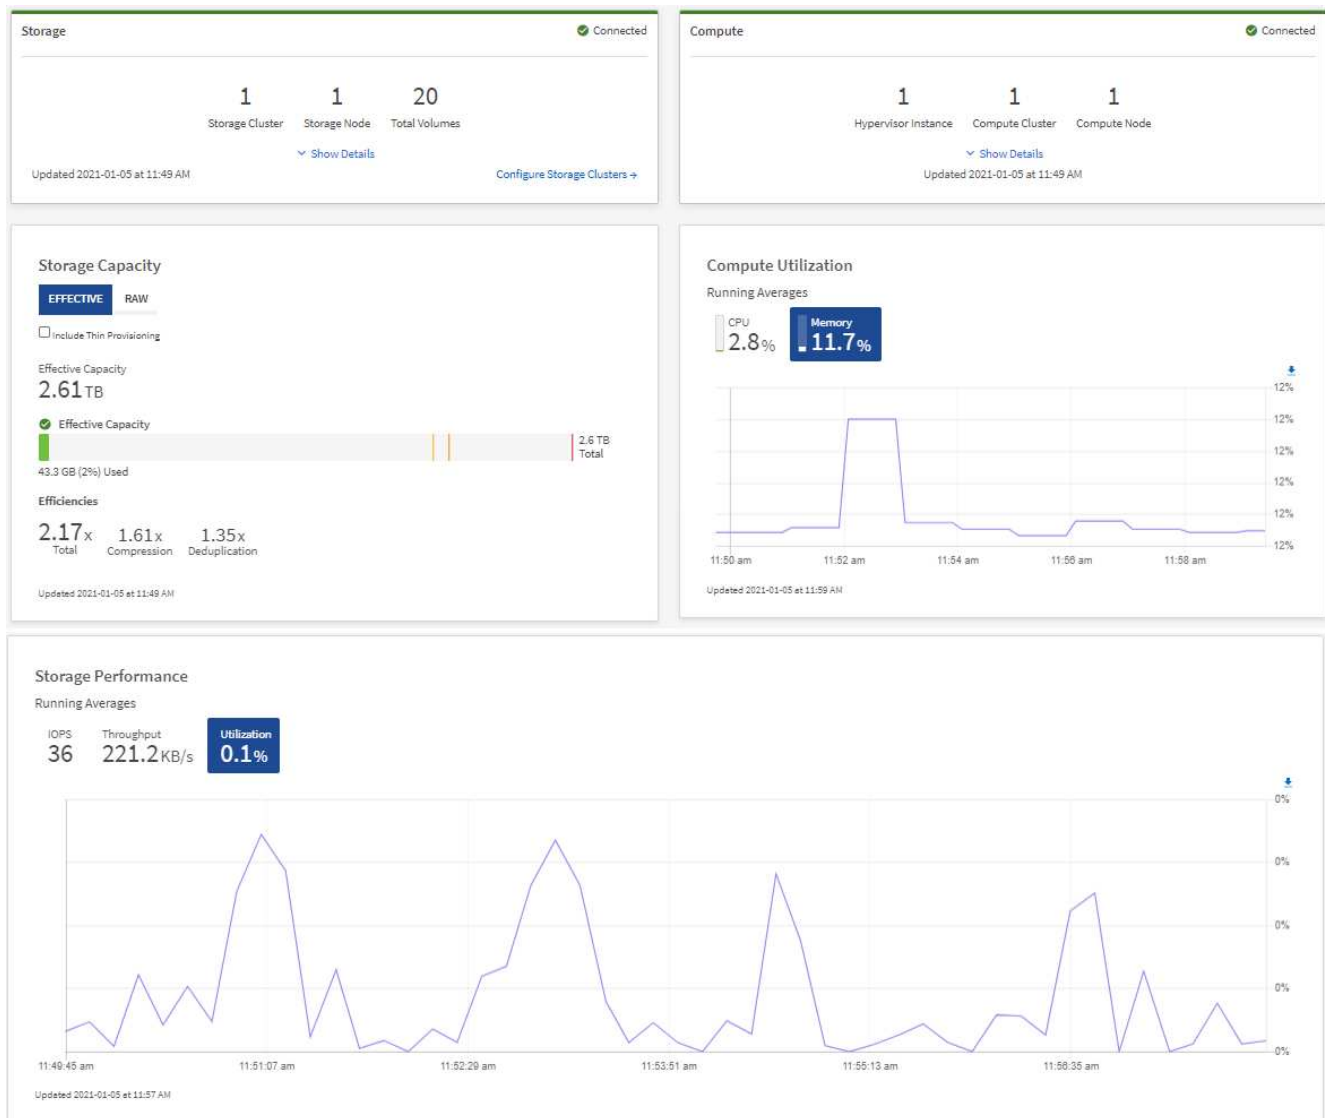 Storage
Connected
1
1
20
Storage Cluster
Storage Node
Total Volumes
Show Details
Updated 2021-01-05 at 11:49 AM
Configure Storage Clusters →
Compute
Connected
1
1
1
Hypervisor Instance
Compute Cluster
Compute Node
Show Details
Updated 2021-01-05 at 11:49 AM
Storage Capacity
EFFECTIVE
RAW
Include Thin Provisioning
Effective Capacity
2.61 TB
Effective Capacity
2.6 TB
Total
43.3 GB (2%) Used
Efficiencies
2.17x
1.61x
1.35x
Total
Compression
Deduplication
Updated 2021-01-05 at 11:49 AM
Compute Utilization
Running Averages
CPU
2.8%
Memory
11.7%
12%
12%
12%
12%
12%
12%
11:50 am
11:52 am
11:54 am
11:56 am
11:58 am
Updated 2021-01-05 at 11:59 AM
Storage Performance
Running Averages
IOPS
36
Throughput
221.2 KB/s
Utilization
0.1%
0%
0%
0%
0%
0%
11:49:45 am
11:51:07 am
11:52:29 am
11:53:51 am
11:55:13 am
11:56:35 am
Updated 2021-01-05 at 11:57 AM